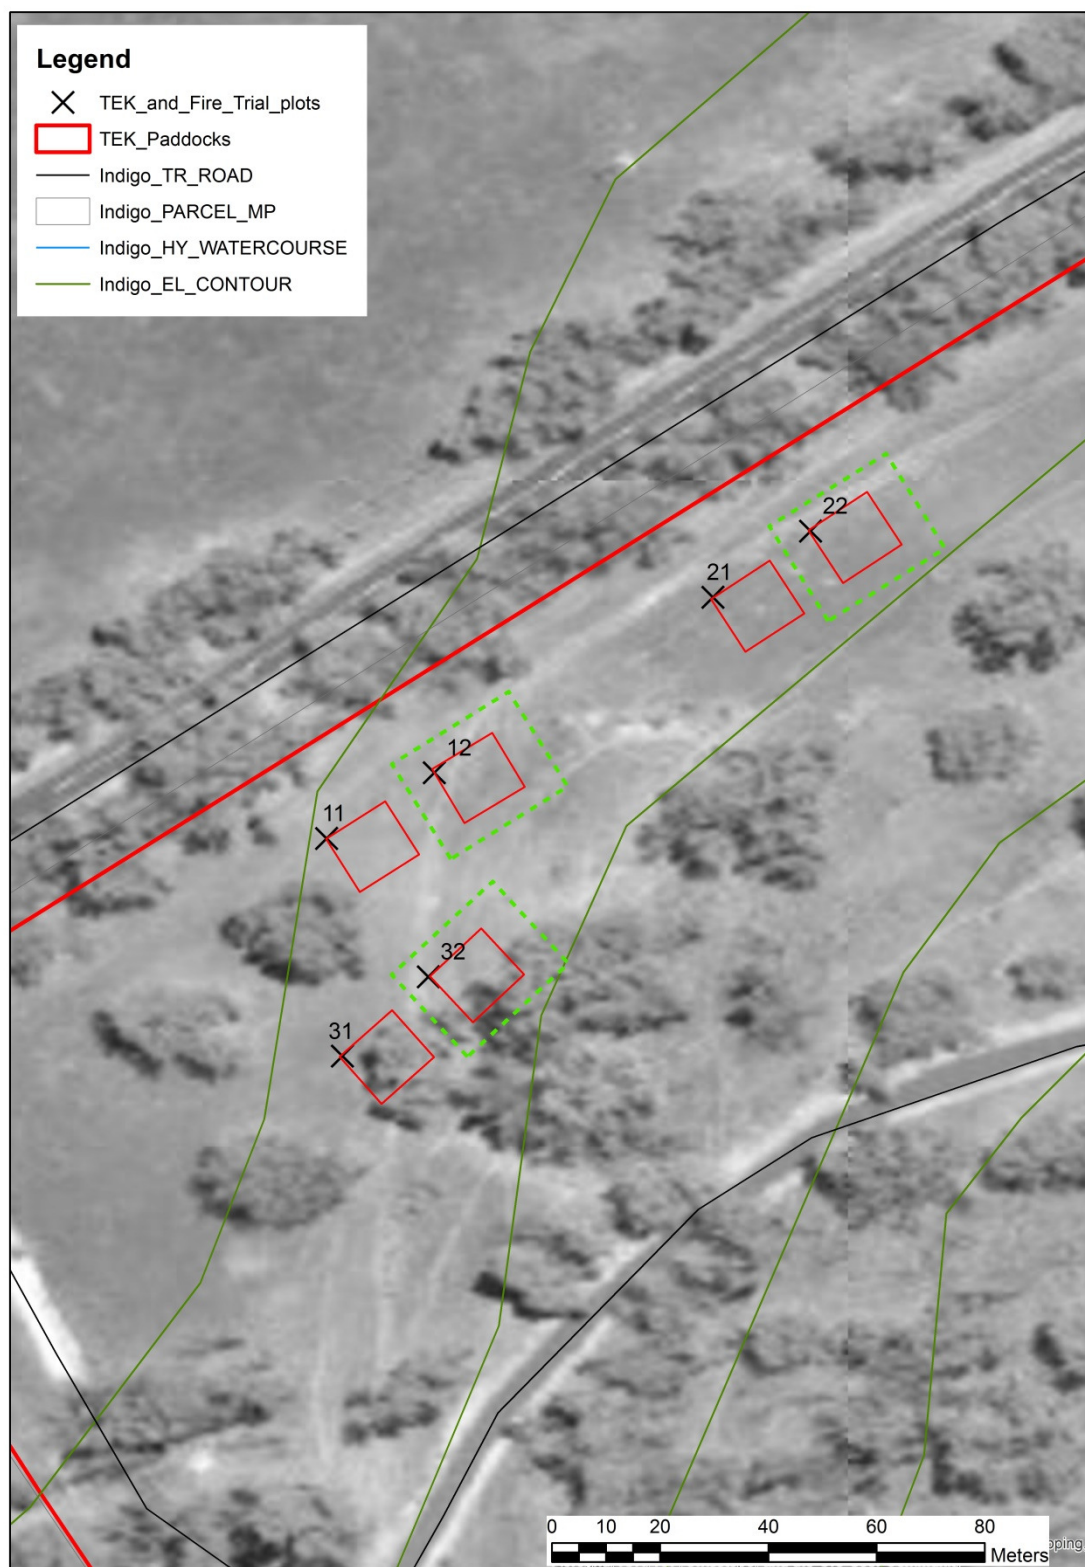 Legend
TEK_and_Fire_Trial_plots
TEK_Paddocks
Indigo_TR_ROAD
Indigo_PARCEL_MP
Indigo_HY_WATERCOURSE
Indigo_EL_CONTOUR
22
21
12
11
32
31
0 10 20 40 60 80
Meters